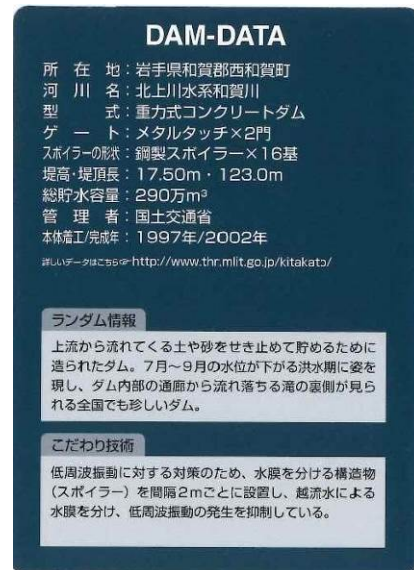 DAM-DATA
所在地：岩手県和賀郡西和賀町
河川名：北上川水系和賀川
型式：重力式コンクリートダム
ゲート：メタルタッチ×2門
スポイラーの形状：鋼製スポイラー×16基
堤高・堤頂長：17.50m・123.0m
総貯水容量：290万m³
管理者：国土交通省
本体着工/完成年：1997年/2002年
詳しいデータはこちら☞http://www.thr.mlit.go.jp/kitakato/
ランダム情報
上流から流れてくる土や砂をせき止めて貯めるために
造られたダム。7月～9月の水位が下がる洪水期に姿を
現し、ダム内部の通廊から流れ落ちる滝の裏側が見ら
れる全国でも珍しいダム。
こだわり技術
低周波振動に対する対策のため、水膜を分ける構造物
（スポイラー）を間隔2mごとに設置し、越流水による
水膜を分け、低周波振動の発生を抑制している。